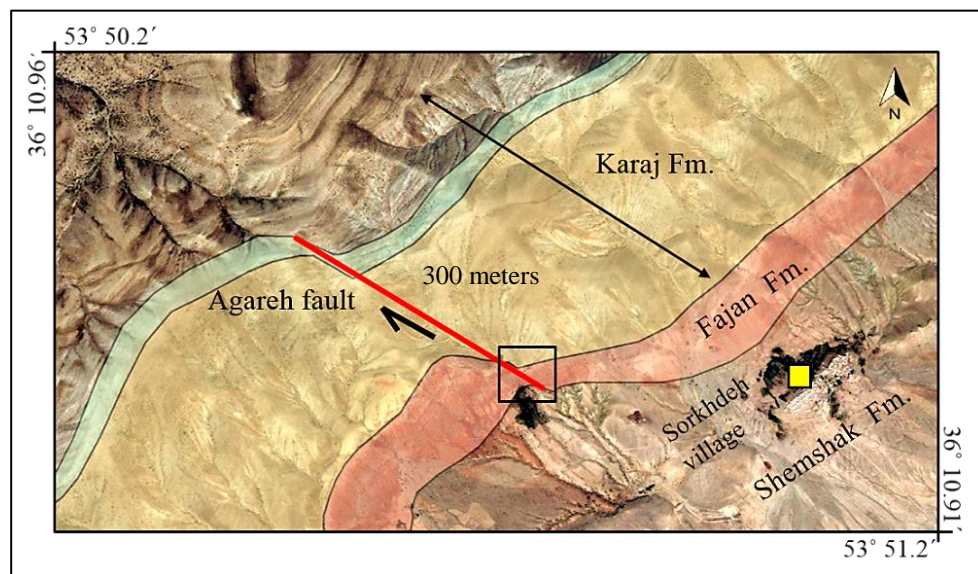 53° 50.2′
36° 10.96′
N
Karaj Fm.
300 meters
Agareh fault
Fajan Fm.
Sorkhdeh
village
Shemshak Fm.
36° 10.91′
53° 51.2′